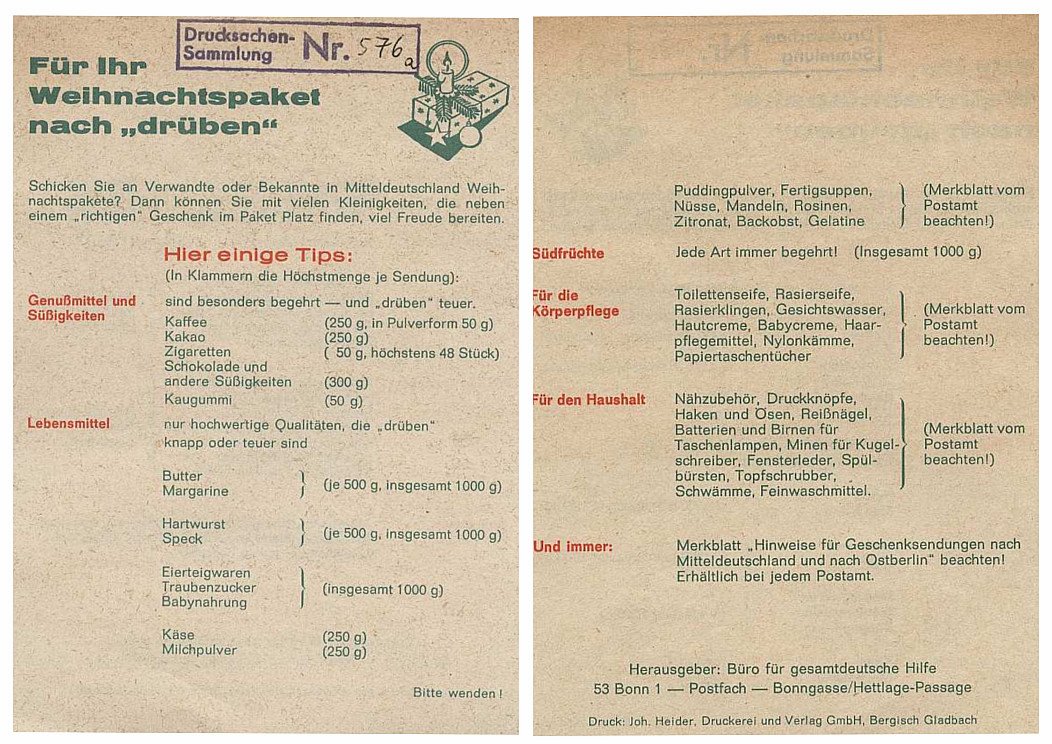 Drucksachen-
Sammlung Nr. 576a
Für Ihr
Weihnachtspaket
nach „drüben“
Schicken Sie an Verwandte oder Bekannte in Mitteldeutschland Weih-
nachtspakete? Dann können Sie mit vielen Kleinigkeiten, die neben
einem „richtigen“ Geschenk im Paket Platz finden, viel Freude bereiten.
Hier einige Tips:
(In Klammern die Höchstmenge je Sendung):
Genußmittel und
Süßigkeiten
sind besonders begehrt — und „drüben“ teuer.
Kaffee (250 g, in Pulverform 50 g)
Kakao (250 g)
Zigaretten ( 50 g, höchstens 48 Stück)
Schokolade und
andere Süßigkeiten (300 g)
Kaugummi (50 g)
Lebensmittel
nur hochwertige Qualitäten, die „drüben“
knapp oder teuer sind
Butter
Margarine
(je 500 g, insgesamt 1000 g)
Hartwurst
Speck
(je 500 g, insgesamt 1000 g)
Eierteigwaren
Traubenzucker
Babynahrung
(insgesamt 1000 g)
Käse (250 g)
Milchpulver (250 g)
Bitte wenden!
Puddingpulver, Fertigsuppen,
Nüsse, Mandeln, Rosinen,
Zitronat, Backobst, Gelatine
(Merkblatt vom
Postamt
beachten!)
Südfrüchte
Jede Art immer begehrt! (Insgesamt 1000 g)
Für die
Körperpflege
Toilettenseife, Rasierseife,
Rasierklingen, Gesichtswasser,
Hautcreme, Babycreme, Haar-
pflegemittel, Nylonkämme,
Papiertaschentücher
(Merkblatt vom
Postamt
beachten!)
Für den Haushalt
Nähzubehör, Druckknöpfe,
Haken und Ösen, Reißnägel,
Batterien und Birnen für
Taschenlampen, Minen für Kugel-
schreiber, Fensterleder, Spül-
bürsten, Topfschrubber,
Schwämme, Feinwaschmittel.
(Merkblatt vom
Postamt
beachten!)
Und immer:
Merkblatt „Hinweise für Geschenksendungen nach
Mitteldeutschland und nach Ostberlin“ beachten!
Erhältlich bei jedem Postamt.
Herausgeber: Büro für gesamtdeutsche Hilfe
53 Bonn 1 — Postfach — Bonngasse/Hettlage-Passage
Druck: Joh. Heider, Druckerei und Verlag GmbH, Bergisch Gladbach